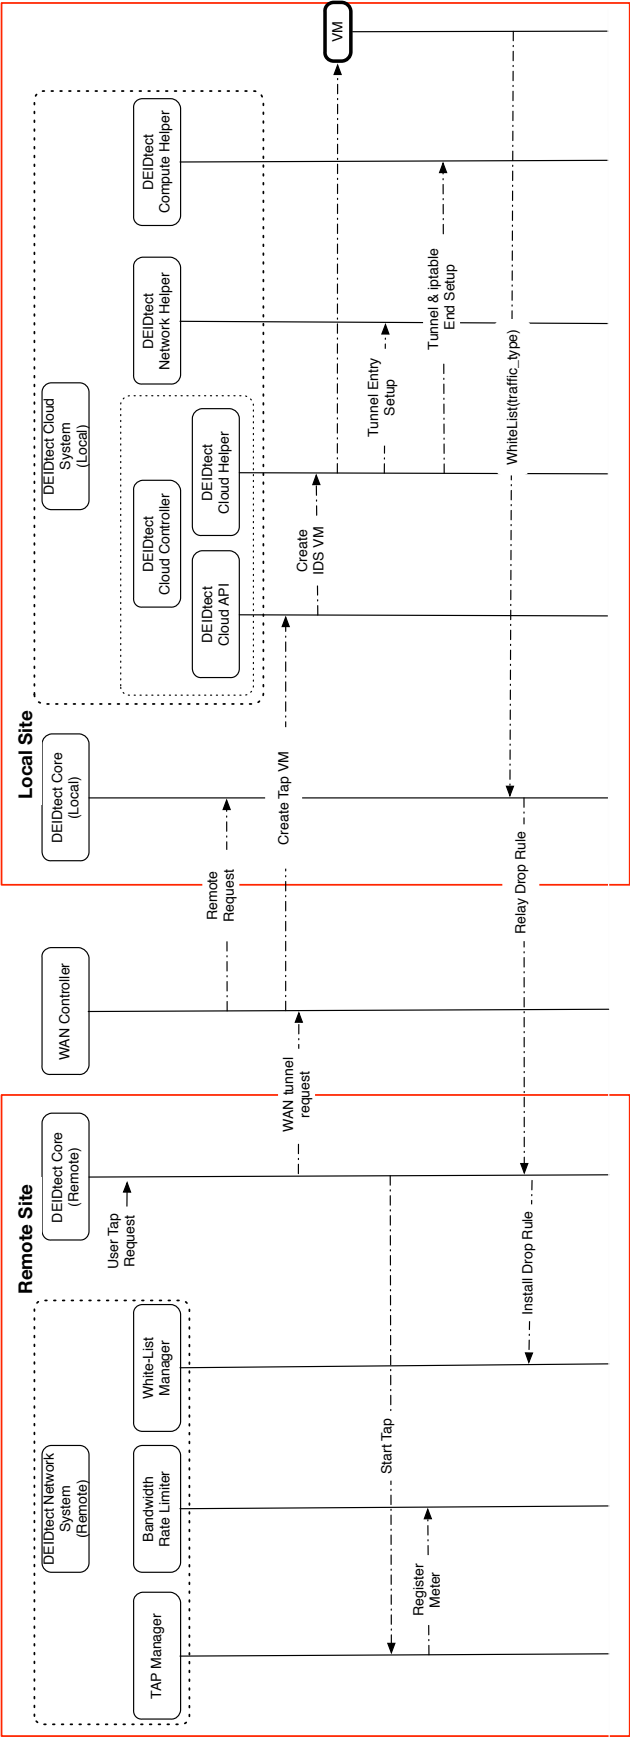 Remote Site
Local Site
DEIDtect Network
System
(Remote)
DEIDtect Core
(Remote)
WAN Controller
DEIDtect Core
(Local)
DEIDtect Cloud
System
(Local)
TAP Manager
Bandwidth
Rate Limiter
White-List
Manager
DEIDtect
Cloud Controller
DEIDtect
Network Helper
DEIDtect
Compute Helper
DEIDtect
Cloud API
DEIDtect
Cloud Helper
VM
User Tap
Request
Remote
Request
Create Tap VM
WAN tunnel
request
Create
IDS VM
Tunnel Entry
Setup
Start Tap
Register
Meter
Tunnel & iptable
End Setup
WhiteList(traffic_type)
Relay Drop Rule
Install Drop Rule